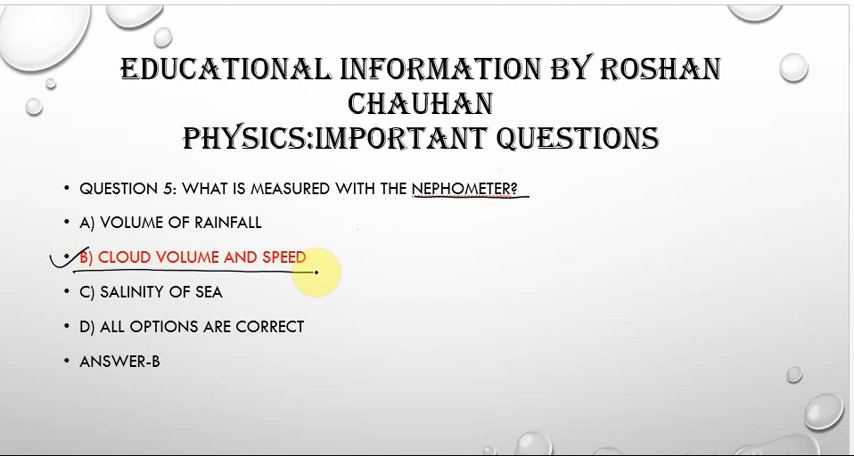 EDUCATIONAL INFORMATION BY ROSHAN
CHAUHAN
PHYSICS:IMPORTANT QUESTIONS
• QUESTION 5: WHAT IS MEASURED WITH THE NEPHOMETER?
• A) VOLUME OF RAINFALL
• B) CLOUD VOLUME AND SPEED
• C) SALINITY OF SEA
• D) ALL OPTIONS ARE CORRECT
• ANSWER-B